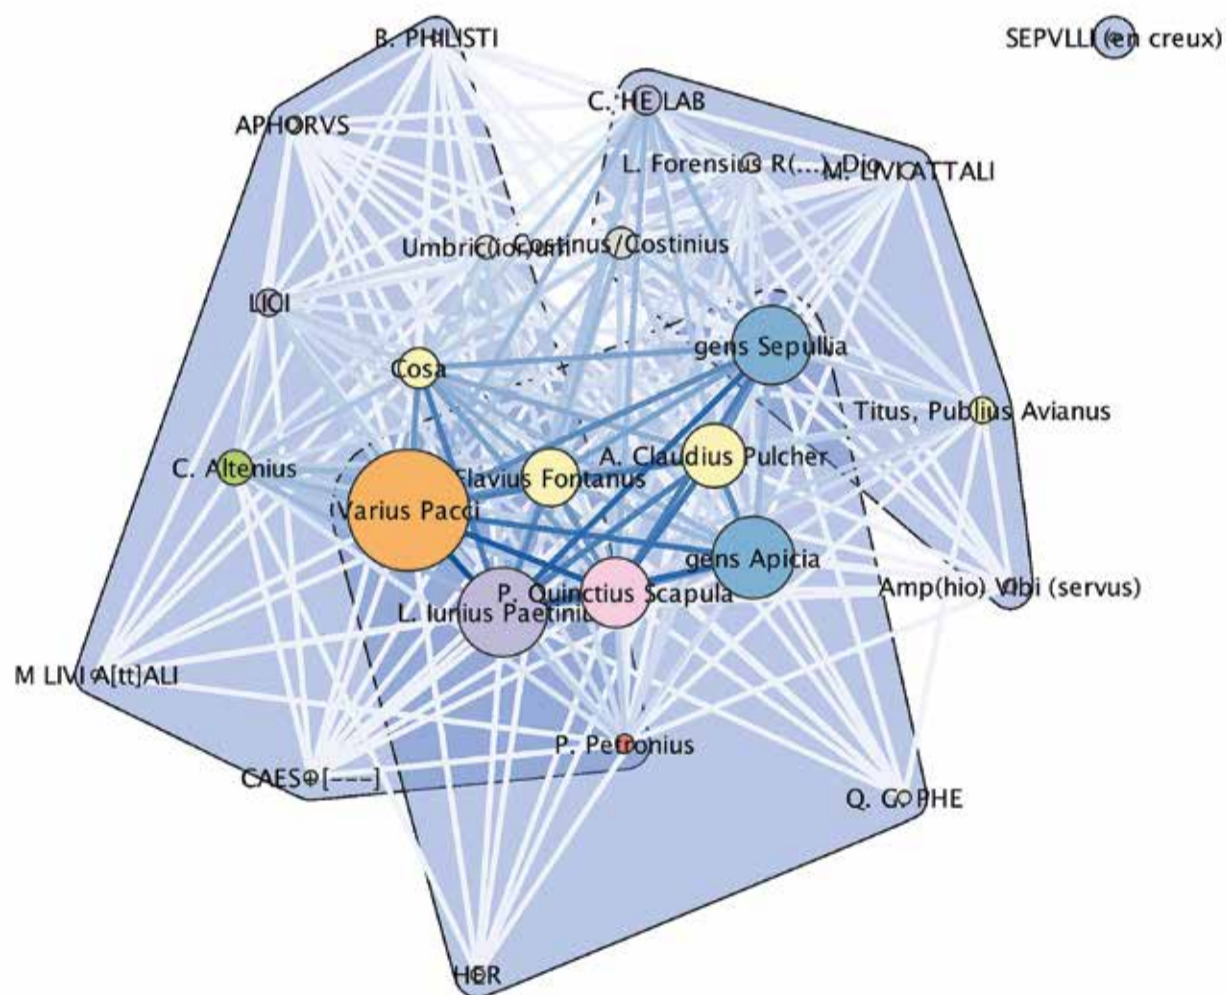 B. PHILISTI
SEPVLLI (en creux)
C. HE LAB
APHORVS
L. Forensius R(...) Dio
M. LIVI ATTALI
Costinus/Costinius
LICI
gens Sepullia
Cosa
Titus, Publius Avianus
A. Claudius Pulcher
C. Altenius
Flavius Fontanus
Varius Pacci
gens Apicia
Amp(hio) Vibi (servus)
P. Quinctius Scapula
L. Iunius Paetinu
M LIVI A[tt]ALI
P. Petronius
CAES [---]
Q. G. PHE
HER